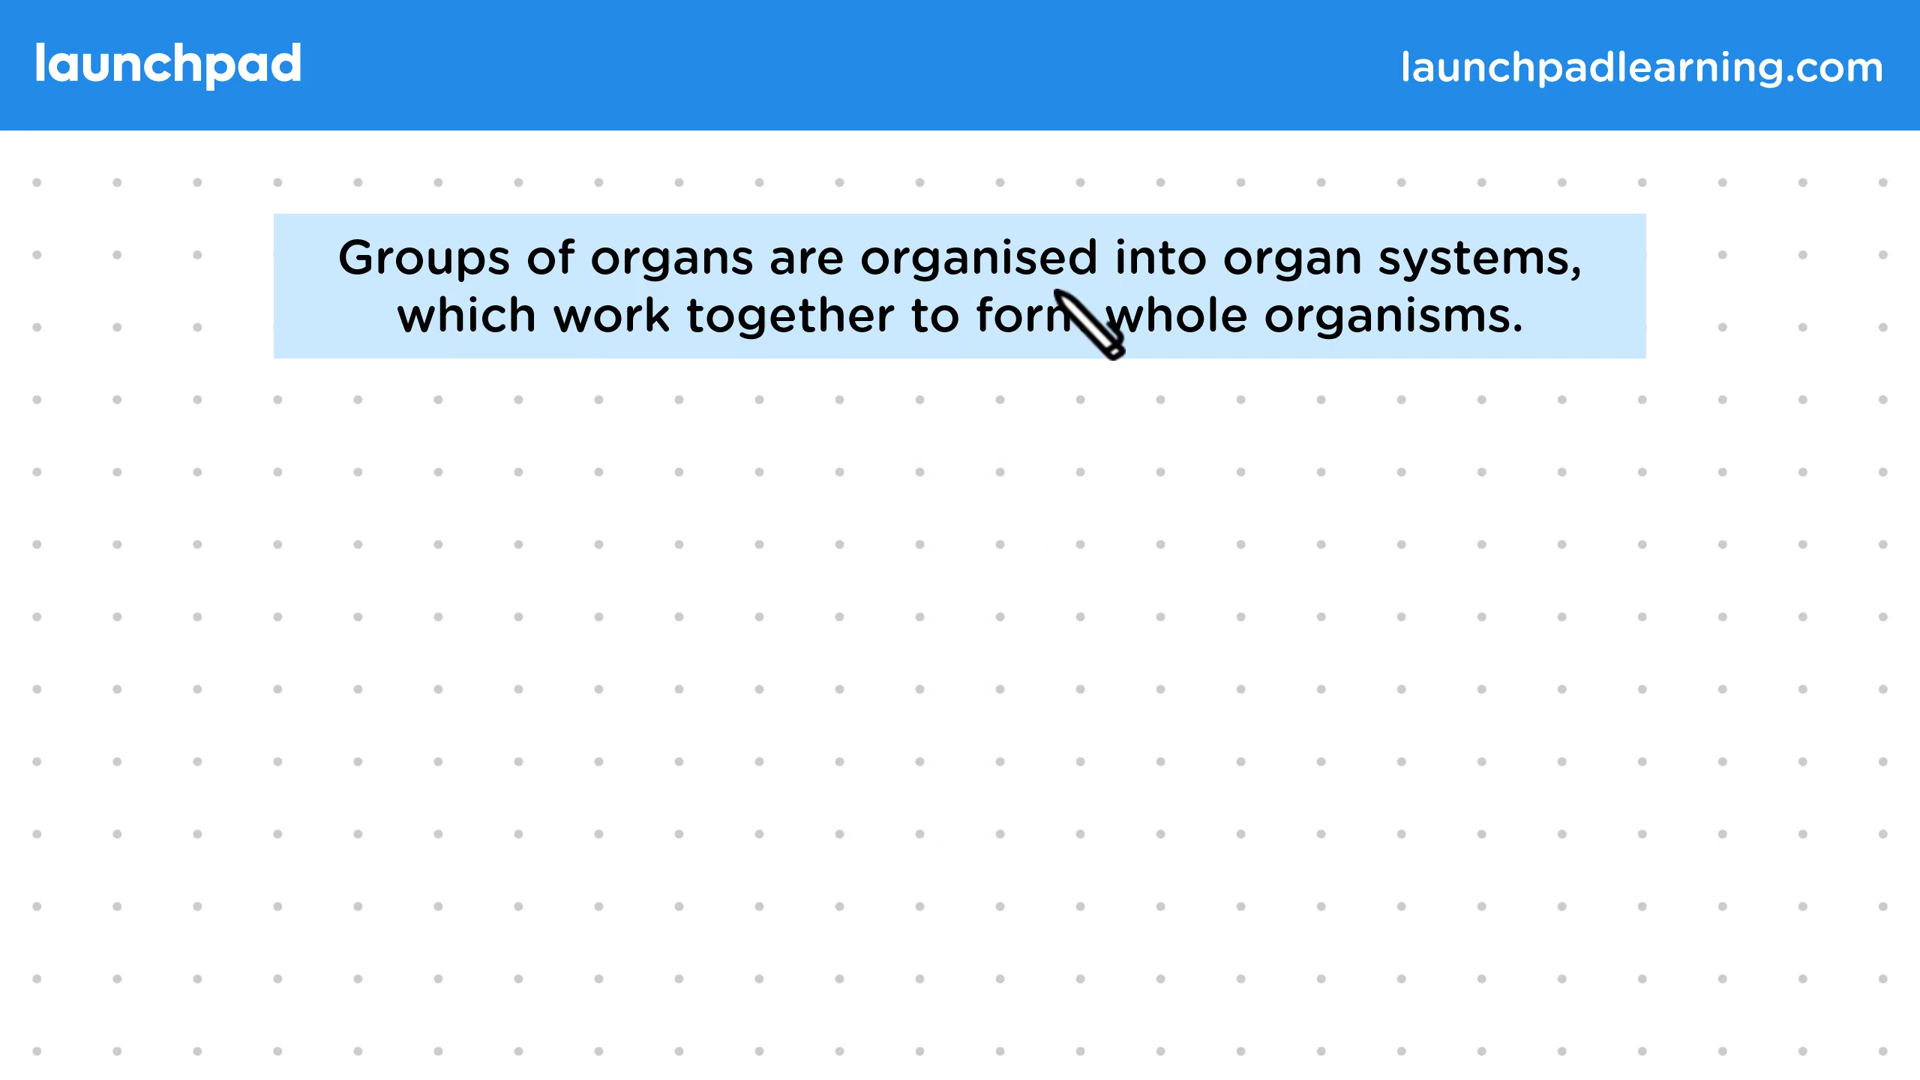 launchpad
launchpadlearning.com
Groups of organs are organised into organ systems,
which work together to form whole organisms.